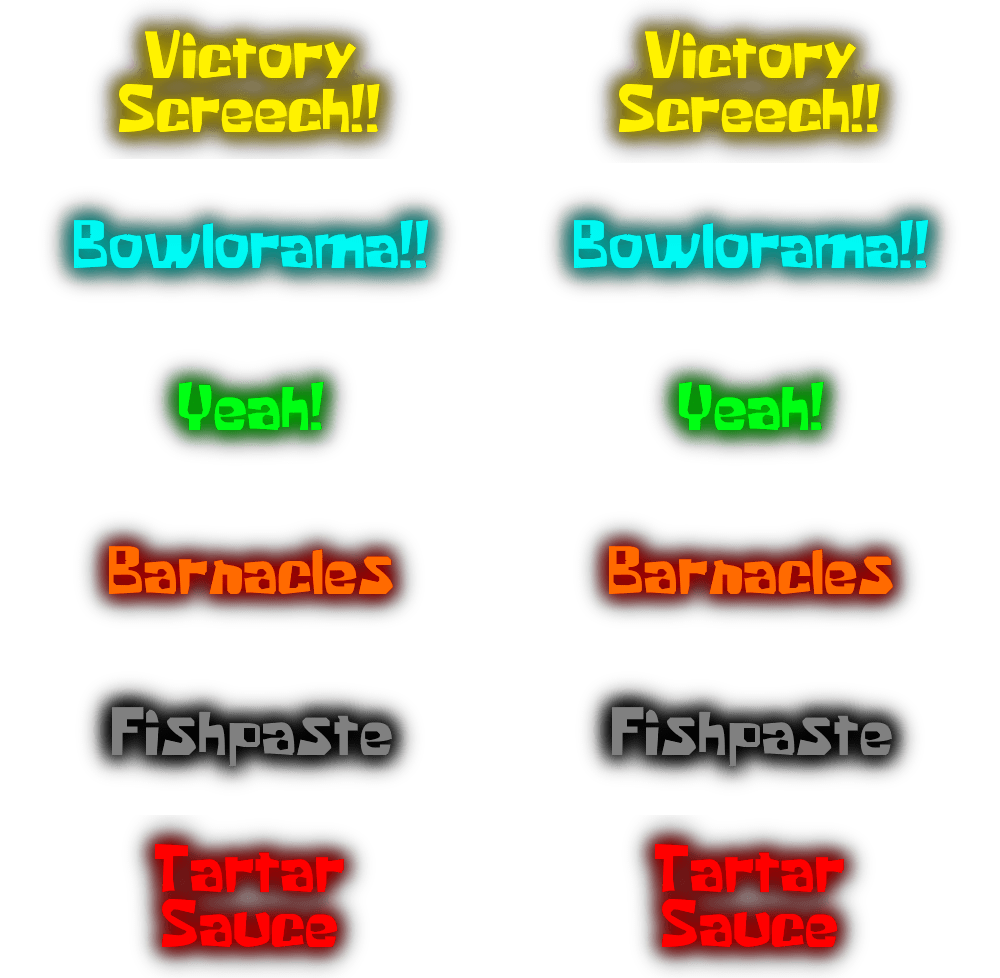 Victory Victory
Screech!! Screech!!
Bowlorama!! Bowlorama!!
Yeah! Yeah!
Barnacles Barnacles
Fishpaste Fishpaste
Tartar Tartar
Sauce Sauce